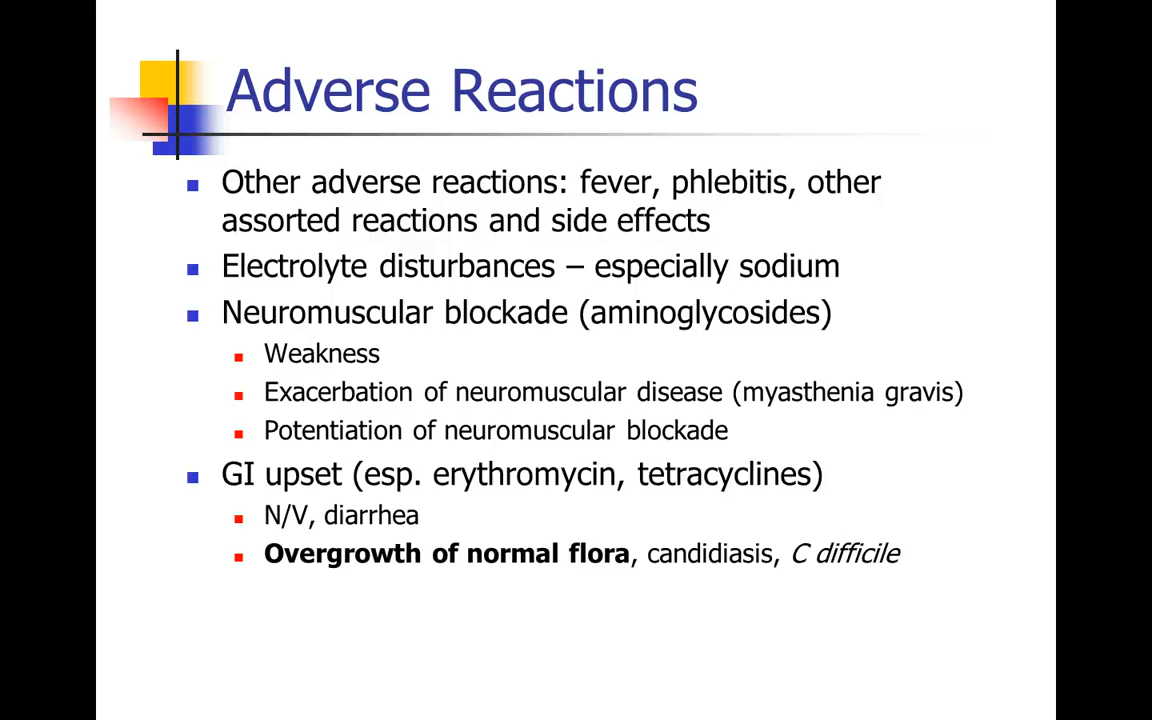 Adverse Reactions
Other adverse reactions: fever, phlebitis, other
assorted reactions and side effects
Electrolyte disturbances – especially sodium
Neuromuscular blockade (aminoglycosides)
Weakness
Exacerbation of neuromuscular disease (myasthenia gravis)
Potentiation of neuromuscular blockade
GI upset (esp. erythromycin, tetracyclines)
N/V, diarrhea
Overgrowth of normal flora, candidiasis, C difficile